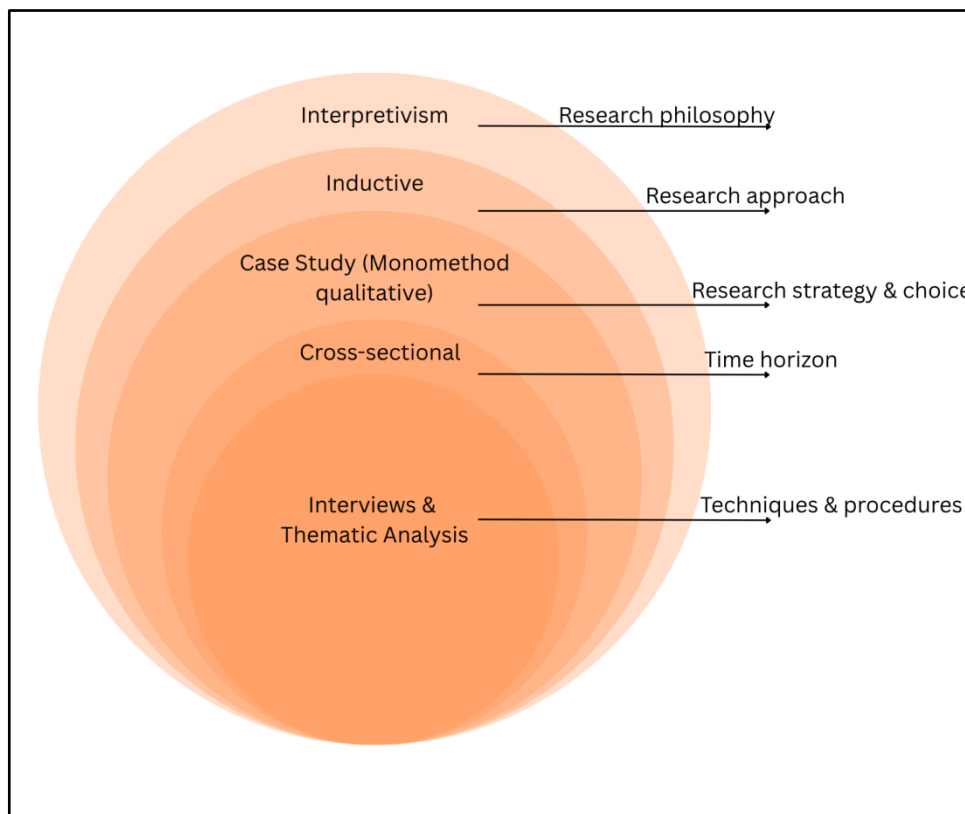 Interpretivism
Research philosophy
Inductive
Research approach
Case Study (Monomethod
qualitative)
Research strategy & choice
Cross-sectional
Time horizon
Interviews &
Thematic Analysis
Techniques & procedures